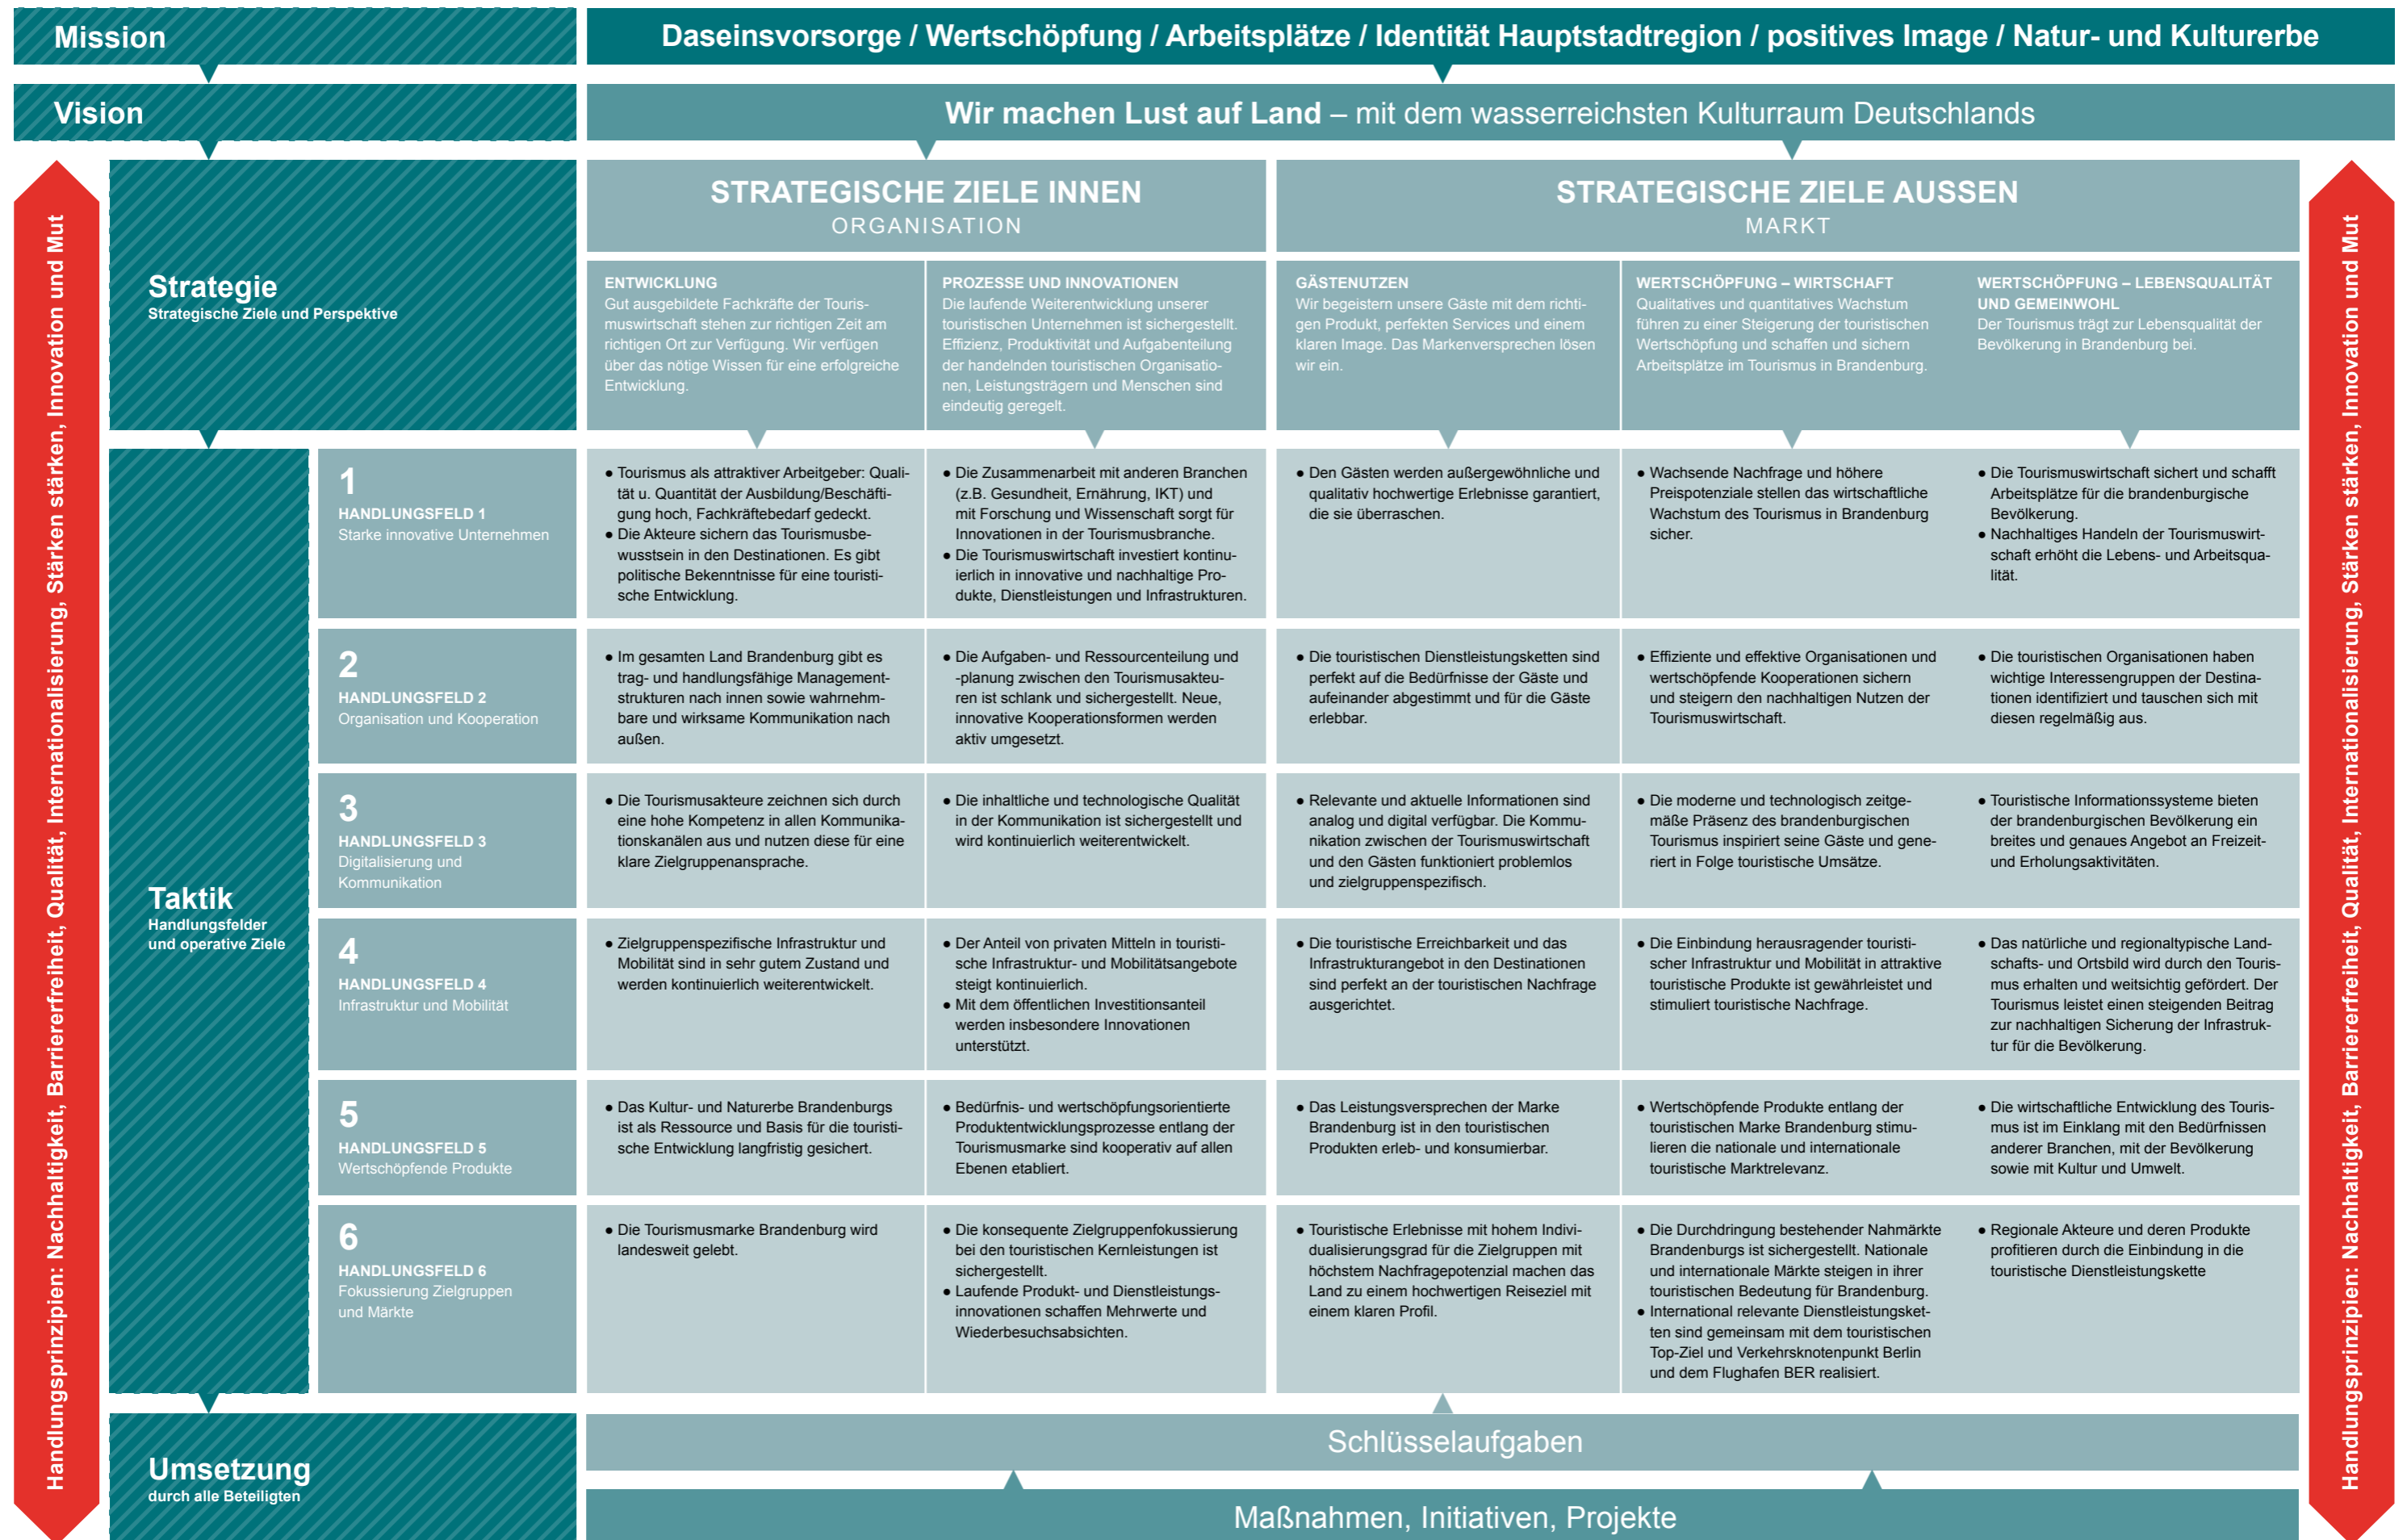 Mission
Daseinsvorsorge / Wertschöpfung / Arbeitsplätze / Identität Hauptstadtregion / positives Image / Natur- und Kulturerbe
Vision
Wir machen Lust auf Land – mit dem wasserreichsten Kulturraum Deutschlands
Handlungsprinzipien: Nachhaltigkeit, Barrierefreiheit, Qualität, Internationalisierung, Stärken stärken, Innovation und Mut
Strategie
Strategische Ziele und Perspektive
STRATEGISCHE ZIELE INNEN
ORGANISATION
STRATEGISCHE ZIELE AUSSEN
MARKT
ENTWICKLUNG
Gut ausgebildete Fachkräfte der Touris-
muswirtschaft stehen zur richtigen Zeit am
richtigen Ort zur Verfügung. Wir verfügen
über das nötige Wissen für eine erfolgreiche
Entwicklung.
PROZESSE UND INNOVATIONEN
Die laufende Weiterentwicklung unserer
touristischen Unternehmen ist sichergestellt.
Effizienz, Produktivität und Aufgabenteilung
der handelnden touristischen Organisatio-
nen, Leistungsträgern und Menschen sind
eindeutig geregelt.
GÄSTENUTZEN
Wir begeistern unsere Gäste mit dem richti-
gen Produkt, perfekten Services und einem
klaren Image. Das Markenversprechen lösen
wir ein.
WERTSCHÖPFUNG – WIRTSCHAFT
Qualitatives und quantitatives Wachstum
führen zu einer Steigerung der touristischen
Wertschöpfung und schaffen und sichern
Arbeitsplätze im Tourismus in Brandenburg.
WERTSCHÖPFUNG – LEBENSQUALITÄT
UND GEMEINWOHL
Der Tourismus trägt zur Lebensqualität der
Bevölkerung in Brandenburg bei.
Taktik
Handlungsfelder
und operative Ziele
1
HANDLUNGSFELD 1
Starke innovative Unternehmen
● Tourismus als attraktiver Arbeitgeber: Quali-
tät u. Quantität der Ausbildung/Beschäfti-
gung hoch, Fachkräftebedarf gedeckt.
● Die Akteure sichern das Tourismusbe-
wusstsein in den Destinationen. Es gibt
politische Bekenntnisse für eine touristi-
sche Entwicklung.
● Die Zusammenarbeit mit anderen Branchen
(z.B. Gesundheit, Ernährung, IKT) und
mit Forschung und Wissenschaft sorgt für
Innovationen in der Tourismusbranche.
● Die Tourismuswirtschaft investiert kontinu-
ierlich in innovative und nachhaltige Pro-
dukte, Dienstleistungen und Infrastrukturen.
● Den Gästen werden außergewöhnliche und
qualitativ hochwertige Erlebnisse garantiert,
die sie überraschen.
● Wachsende Nachfrage und höhere
Preispotenziale stellen das wirtschaftliche
Wachstum des Tourismus in Brandenburg
sicher.
● Die Tourismuswirtschaft sichert und schafft
Arbeitsplätze für die brandenburgische
Bevölkerung.
● Nachhaltiges Handeln der Tourismuswirt-
schaft erhöht die Lebens- und Arbeitsqua-
lität.
2
HANDLUNGSFELD 2
Organisation und Kooperation
● Im gesamten Land Brandenburg gibt es
trag- und handlungsfähige Management-
strukturen nach innen sowie wahrnehm-
bare und wirksame Kommunikation nach
außen.
● Die Aufgaben- und Ressourcenteilung und
-planung zwischen den Tourismusakteu-
ren ist schlank und sichergestellt. Neue,
innovative Kooperationsformen werden
aktiv umgesetzt.
● Die touristischen Dienstleistungsketten sind
perfekt auf die Bedürfnisse der Gäste und
aufeinander abgestimmt und für die Gäste
erlebbar.
● Effiziente und effektive Organisationen und
wertschöpfende Kooperationen sichern
und steigern den nachhaltigen Nutzen der
Tourismuswirtschaft.
● Die touristischen Organisationen haben
wichtige Interessengruppen der Destina-
tionen identifiziert und tauschen sich mit
diesen regelmäßig aus.
3
HANDLUNGSFELD 3
Digitalisierung und
Kommunikation
● Die Tourismusakteure zeichnen sich durch
eine hohe Kompetenz in allen Kommunika-
tionskanälen aus und nutzen diese für eine
klare Zielgruppenansprache.
● Die inhaltliche und technologische Qualität
in der Kommunikation ist sichergestellt und
wird kontinuierlich weiterentwickelt.
● Relevante und aktuelle Informationen sind
analog und digital verfügbar. Die Kommu-
nikation zwischen der Tourismuswirtschaft
und den Gästen funktioniert problemlos
und zielgruppenspezifisch.
● Die moderne und technologisch zeitge-
mäße Präsenz des brandenburgischen
Tourismus inspiriert seine Gäste und gene-
riert in Folge touristische Umsätze.
● Touristische Informationssysteme bieten
der brandenburgischen Bevölkerung ein
breites und genaues Angebot an Freizeit-
und Erholungsaktivitäten.
4
HANDLUNGSFELD 4
Infrastruktur und Mobilität
● Zielgruppenspezifische Infrastruktur und
Mobilität sind in sehr gutem Zustand und
werden kontinuierlich weiterentwickelt.
● Der Anteil von privaten Mitteln in touristi-
sche Infrastruktur- und Mobilitätsangebote
steigt kontinuierlich.
● Mit dem öffentlichen Investitionsanteil
werden insbesondere Innovationen
unterstützt.
● Die touristische Erreichbarkeit und das
Infrastrukturangebot in den Destinationen
sind perfekt an der touristischen Nachfrage
ausgerichtet.
● Die Einbindung herausragender touristi-
scher Infrastruktur und Mobilität in attraktive
touristische Produkte ist gewährleistet und
stimuliert touristische Nachfrage.
● Das natürliche und regionaltypische Land-
schafts- und Ortsbild wird durch den Touris-
mus erhalten und weitsichtig gefördert. Der
Tourismus leistet einen steigenden Beitrag
zur nachhaltigen Sicherung der Infrastruk-
tur für die Bevölkerung.
5
HANDLUNGSFELD 5
Wertschöpfende Produkte
● Das Kultur- und Naturerbe Brandenburgs
ist als Ressource und Basis für die touristi-
sche Entwicklung langfristig gesichert.
● Bedürfnis- und wertschöpfungsorientierte
Produktentwicklungsprozesse entlang der
Tourismusmarke sind kooperativ auf allen
Ebenen etabliert.
● Das Leistungsversprechen der Marke
Brandenburg ist in den touristischen
Produkten erleb- und konsumierbar.
● Wertschöpfende Produkte entlang der
touristischen Marke Brandenburg stimu-
lieren die nationale und internationale
touristische Marktrelevanz.
● Die wirtschaftliche Entwicklung des Touris-
mus ist im Einklang mit den Bedürfnissen
anderer Branchen, mit der Bevölkerung
sowie mit Kultur und Umwelt.
6
HANDLUNGSFELD 6
Fokussierung Zielgruppen
und Märkte
● Die Tourismusmarke Brandenburg wird
landesweit gelebt.
● Die konsequente Zielgruppenfokussierung
bei den touristischen Kernleistungen ist
sichergestellt.
● Laufende Produkt- und Dienstleistungs-
innovationen schaffen Mehrwerte und
Wiederbesuchsabsichten.
● Touristische Erlebnisse mit hohem Indivi-
dualisierungsgrad für die Zielgruppen mit
höchstem Nachfragepotenzial machen das
Land zu einem hochwertigen Reiseziel mit
einem klaren Profil.
● Die Durchdringung bestehender Nahmärkte
Brandenburgs ist sichergestellt. Nationale
und internationale Märkte steigen in ihrer
touristischen Bedeutung für Brandenburg.
● International relevante Dienstleistungsket-
ten sind gemeinsam mit dem touristischen
Top-Ziel und Verkehrsknotenpunkt Berlin
und dem Flughafen BER realisiert.
● Regionale Akteure und deren Produkte
profitieren durch die Einbindung in die
touristische Dienstleistungskette
Umsetzung
durch alle Beteiligten
Schlüsselaufgaben
Maßnahmen, Initiativen, Projekte
Handlungsprinzipien: Nachhaltigkeit, Barrierefreiheit, Qualität, Internationalisierung, Stärken stärken, Innovation und Mut